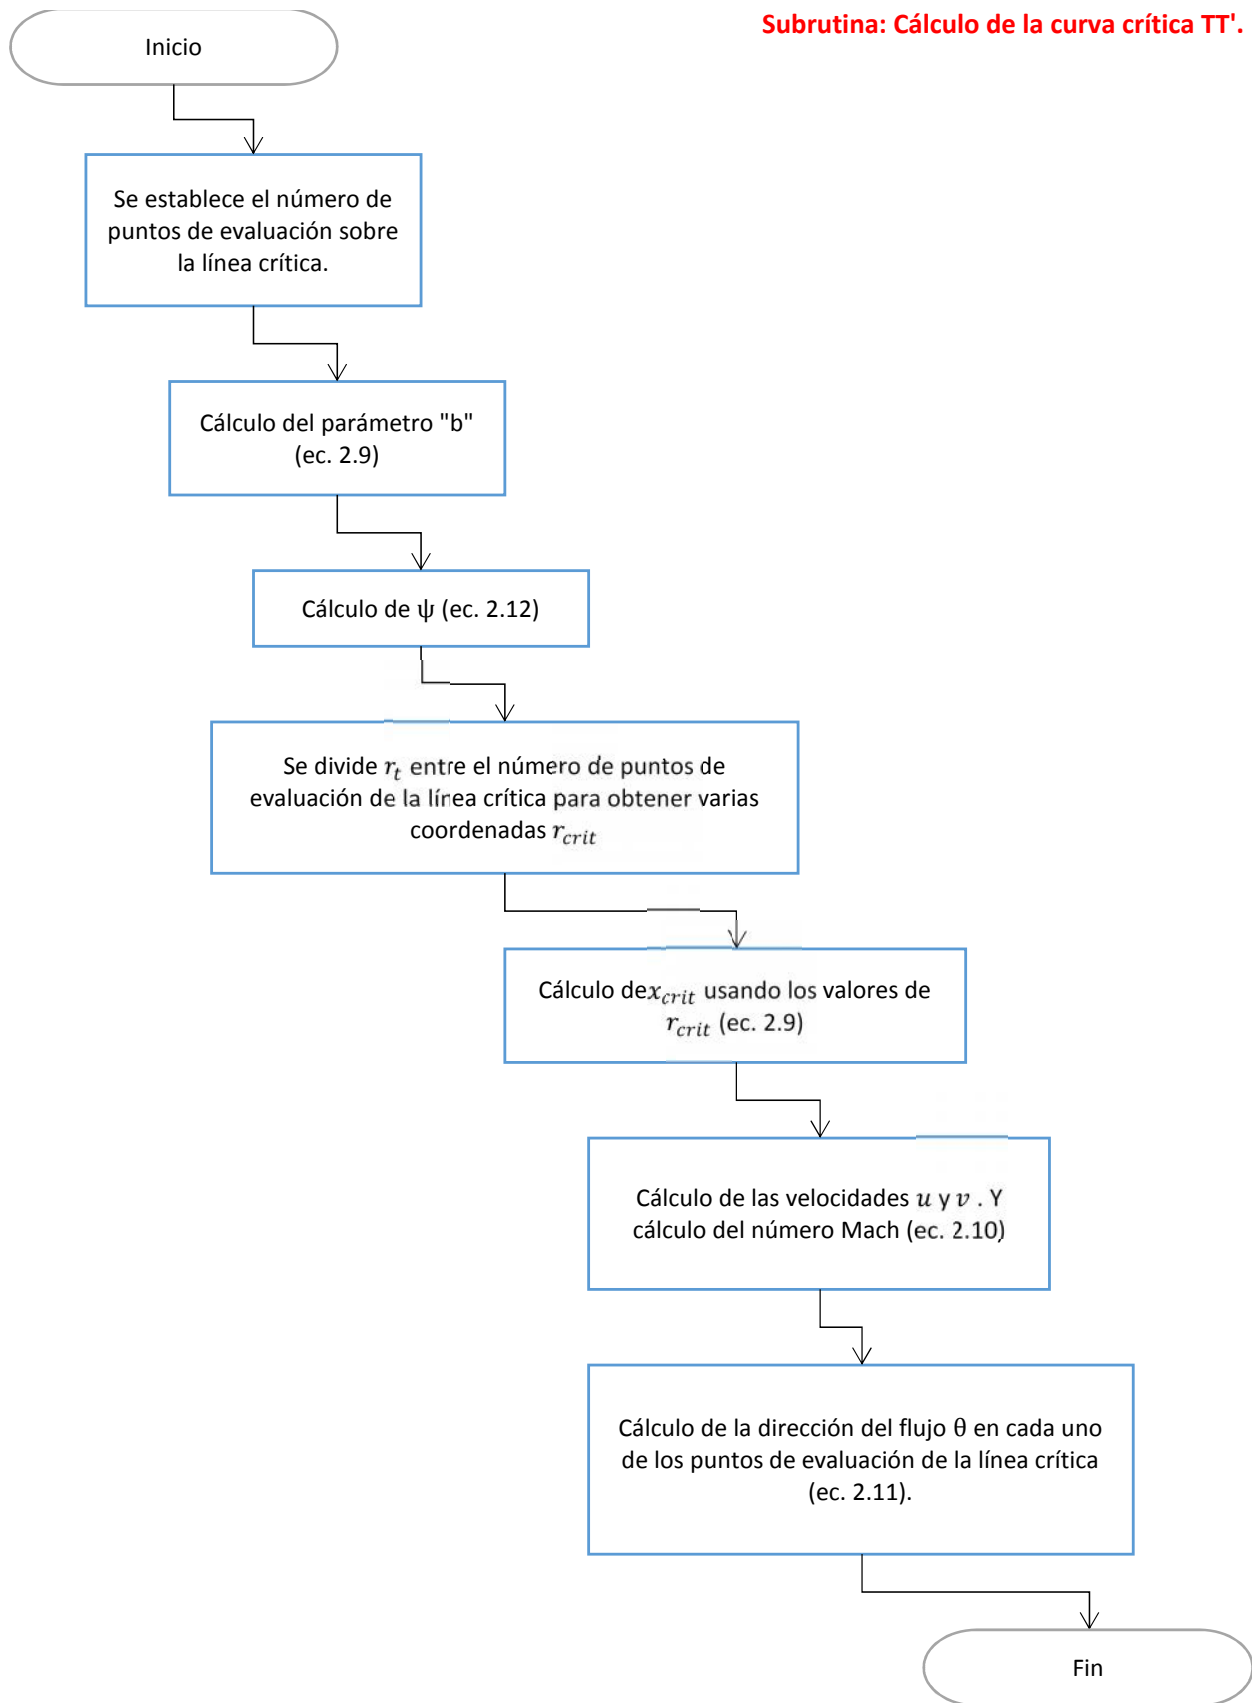 Subrutina: Cálculo de la curva crítica TT'.
Inicio
Se establece el número de
puntos de evaluación sobre
la línea crítica.
Cálculo del parámetro "b"
(ec. 2.9)
Cálculo de ψ (ec. 2.12)
Se divide r_t entre el número de puntos de
evaluación de la línea crítica para obtener varias
coordenadas r_crit
Cálculo de x_crit usando los valores de
r_crit (ec. 2.9)
Cálculo de las velocidades u y v . Y
cálculo del número Mach (ec. 2.10)
Cálculo de la dirección del flujo θ en cada uno
de los puntos de evaluación de la línea crítica
(ec. 2.11).
Fin